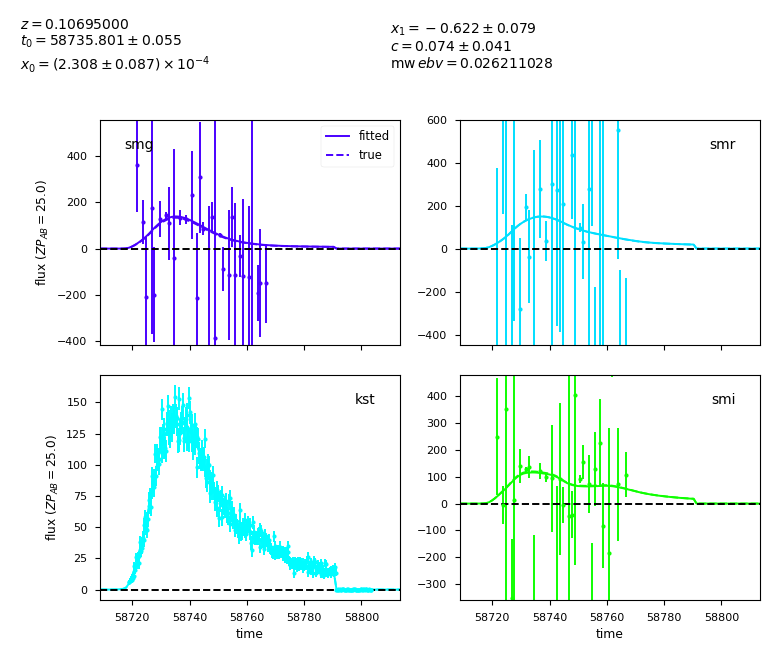 z = 0.10695000
t₀ = 58735.801 ± 0.055
x₀ = (2.308 ± 0.087) × 10⁻⁴
x₁ = −0.622 ± 0.079
c = 0.074 ± 0.041
mw ebv = 0.026211028
smg
fitted
true
flux (ZP_AB = 25.0)
400
200
0
−200
−400
smr
600
400
200
0
−200
−400
kst
flux (ZP_AB = 25.0)
150
125
100
75
50
25
0
58720 58740 58760 58780 58800
time
smi
400
300
200
100
0
−100
−200
−300
58720 58740 58760 58780 58800
time